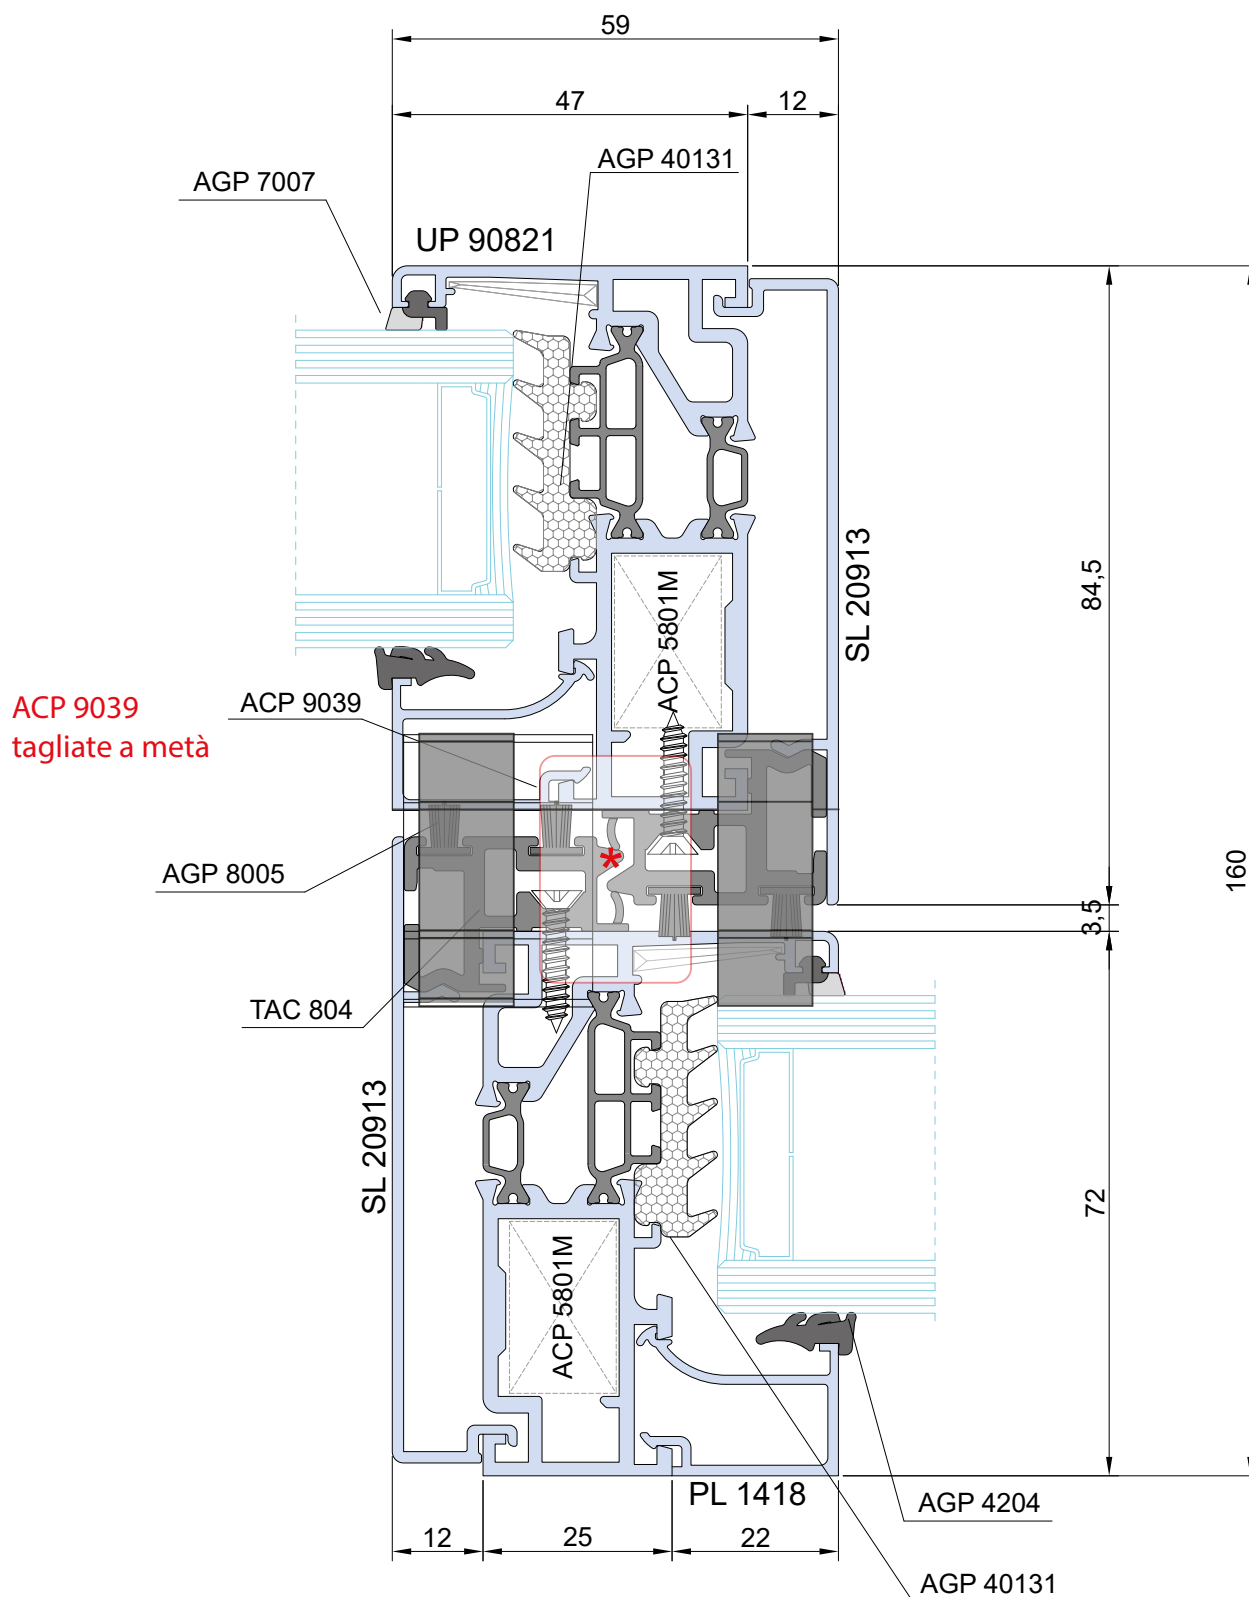 59
47
12
AGP 40131
AGP 7007
UP 90821
ACP 5801M
SL 20913
84,5
ACP 9039
tagliate a metà
ACP 9039
*
AGP 8005
160
3,5
TAC 804
SL 20913
72
ACP 5801M
PL 1418
AGP 4204
12
25
22
AGP 40131